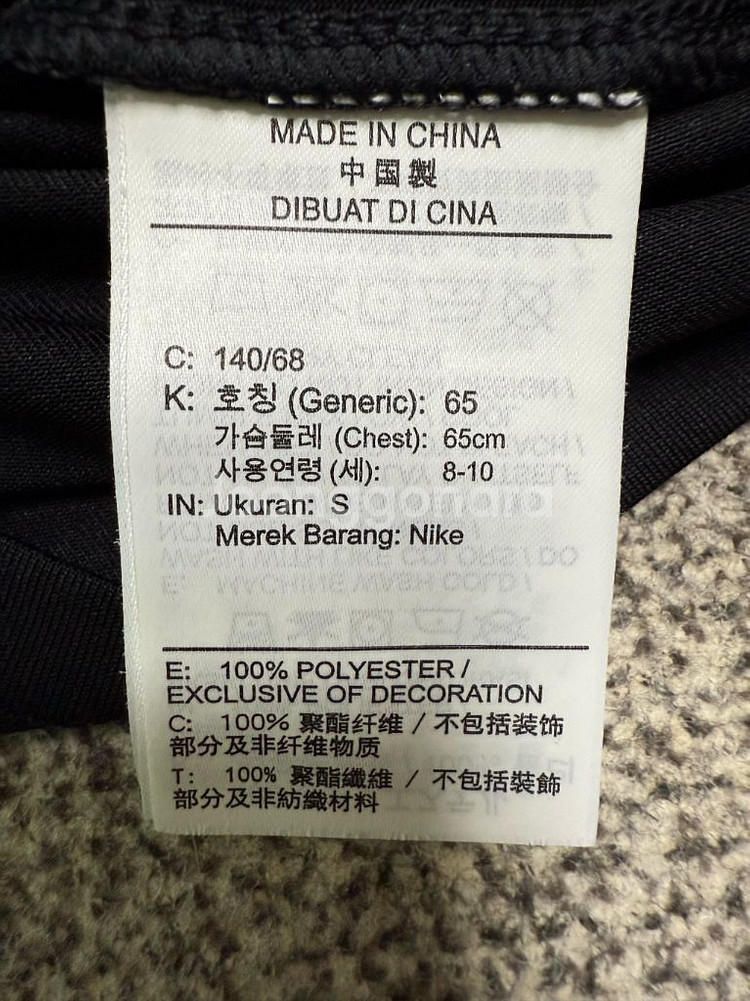 MADE IN CHINA
中国製
DIBUAT DI CINA
C: 140/68
K: 호칭 (Generic): 65
가슴둘레 (Chest): 65cm
사용연령 (세): 8-10
IN: Ukuran: S
Merek Barang: Nike
E: 100% POLYESTER /
EXCLUSIVE OF DECORATION
C: 100% 聚酯纤维 / 不包括装饰
部分及非纤维物质
T: 100% 聚酯纖維 / 不包括裝飾
部分及非紡織材料